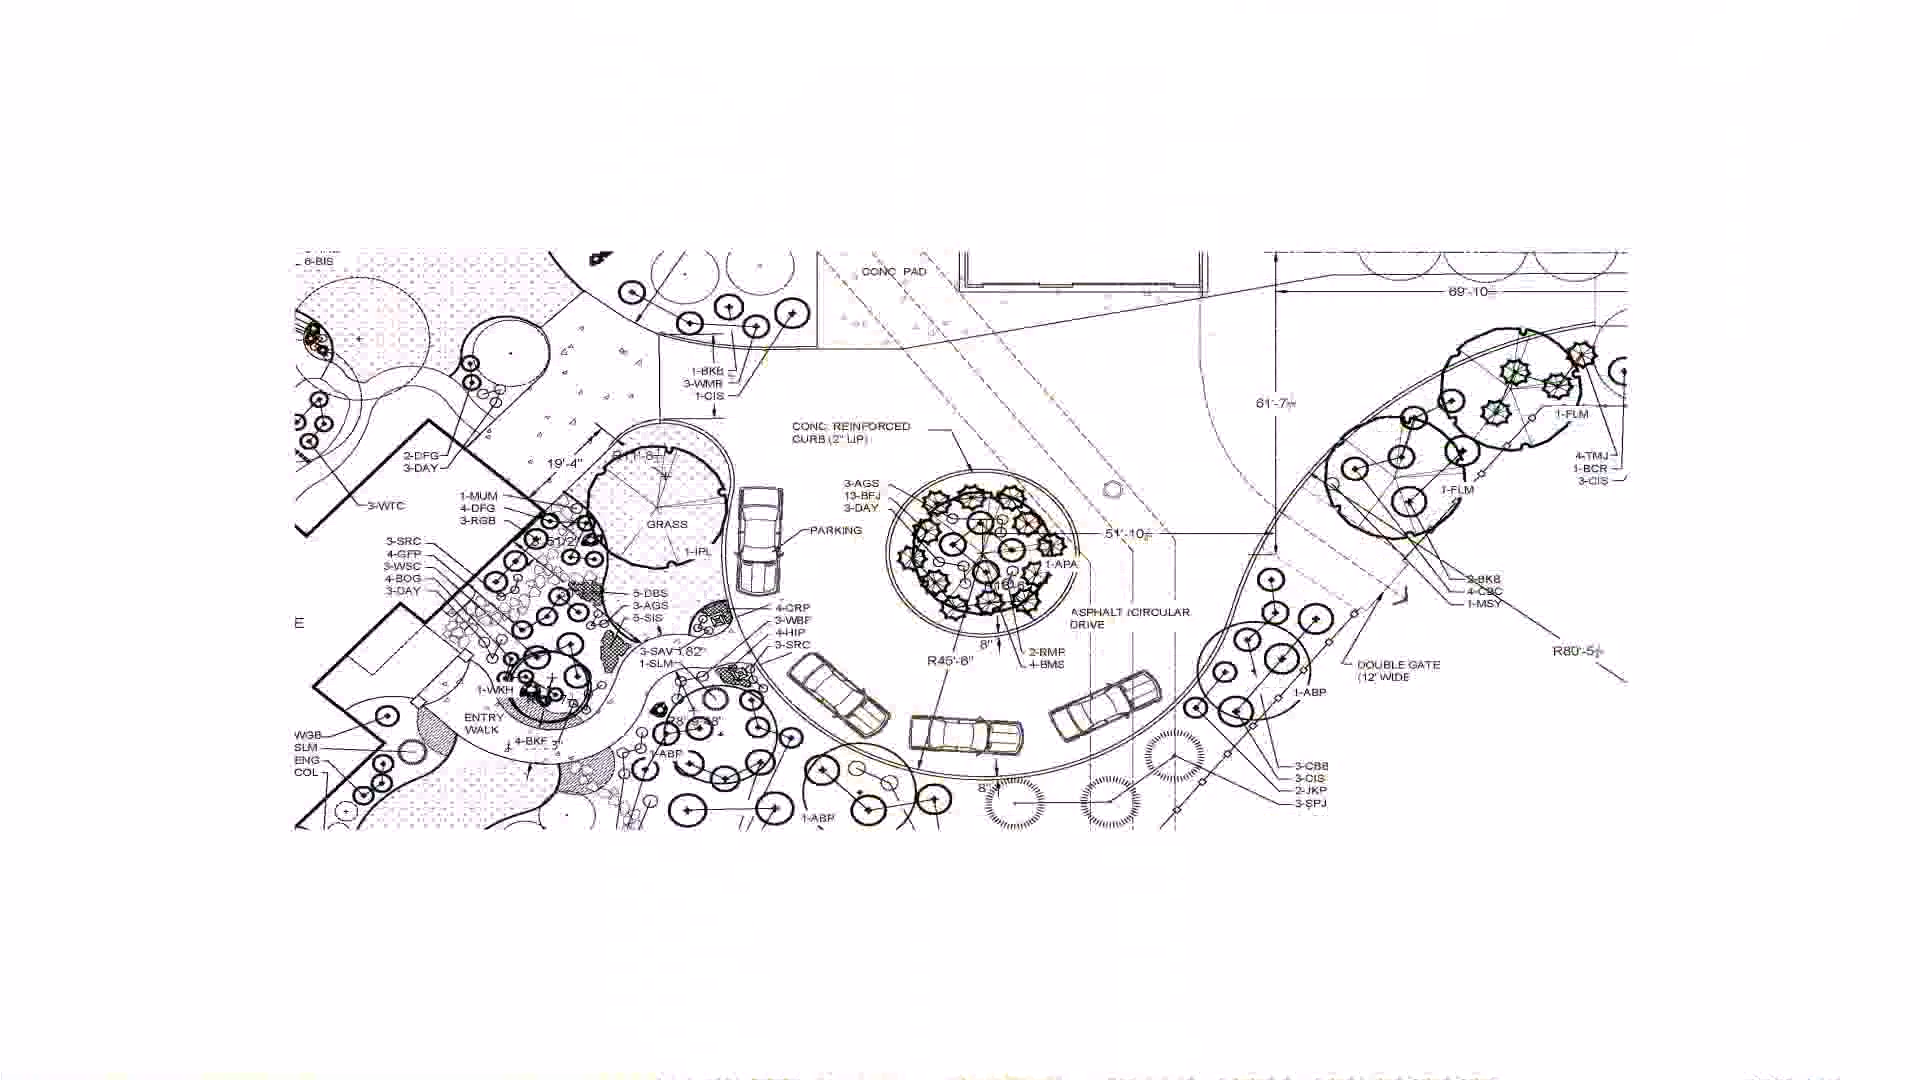 6-BIS
CONC PAD
69'-10
1-BKB
3-WMR
1-CIS
61'-7
1-FLM
CONC. REINFORCED
CURB (2" UP)
2-DFG
3-DAY
19'-4"
4-TMJ
1-BCR
3-CIS
1-FLM
3-WTC
1-MUM
4-DFG
3-RGB
GRASS
1-IPL
PARKING
3-AGS
13-BFJ
3-DAY
51'-10
1-APA
3-SRC
4-GFP
3-WSC
4-BOG
3-DAY
5-DBS
3-AGS
5-SIS
4-GRP
3-WBF
4-HIP
3-SRC
ASPHALT CIRCULAR
DRIVE
2-BKB
4-CBC
1-MSY
E
3-SAV
1-SLM
8"
R45'-6"
2-RMP
4-BMS
R80'-5
DOUBLE GATE
(12' WIDE
1-WKH
1-ABP
ENTRY
WALK
4-BKF
1-ABP
WGB
SLM
ENG
COL
8"
1-ABP
3-CBB
3-CIS
2-JKP
3-SPJ